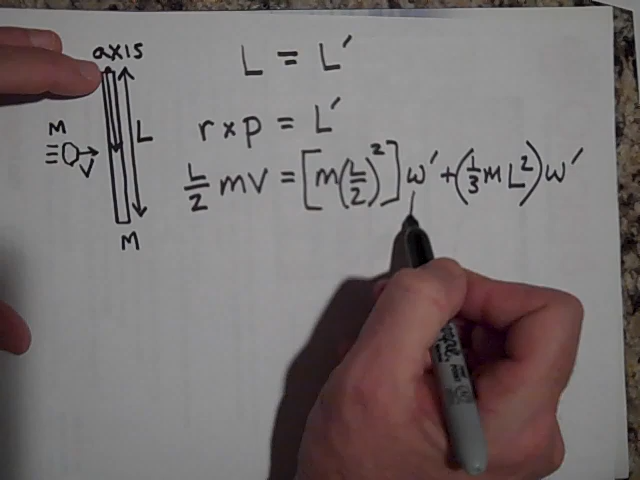 axis
L = L′
M
L
r × p = L′
V
L/2 mV = [m(L/2)²] ω′ + (1/3 M L²) ω′
M